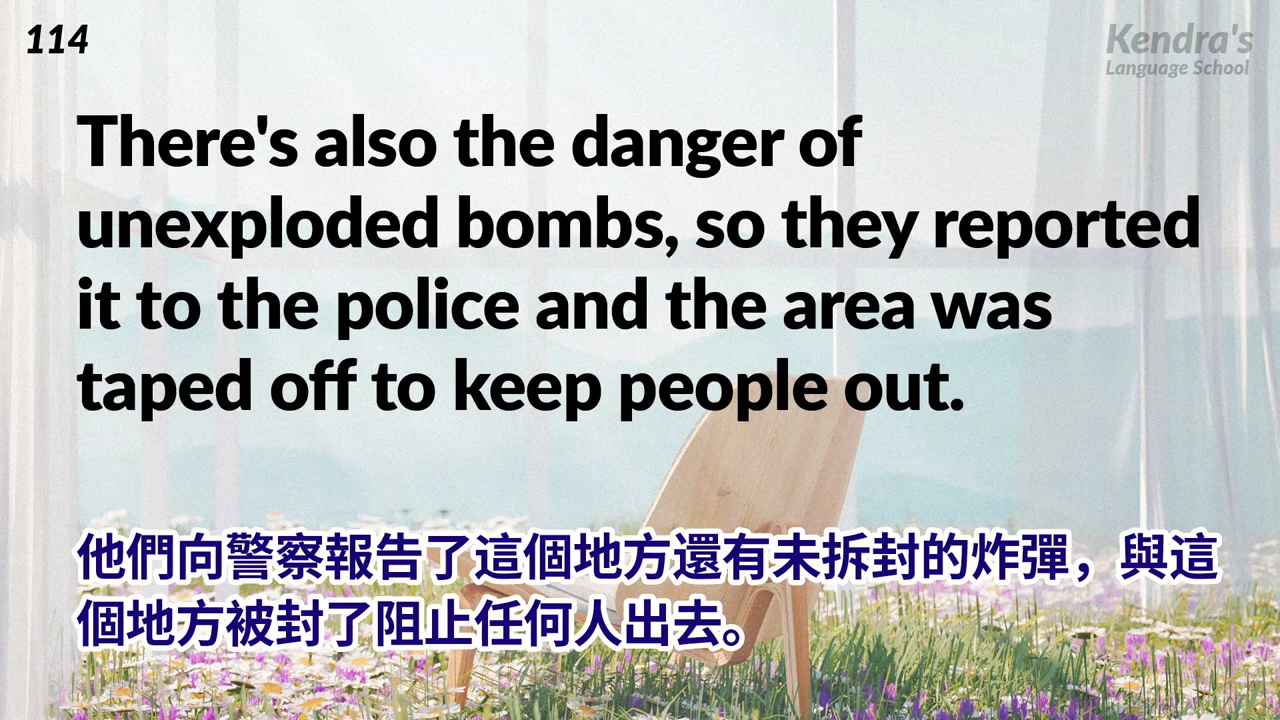 114
Kendra's
Language School
There's also the danger of
unexploded bombs, so they reported
it to the police and the area was
taped off to keep people out.
他們向警察報告了這個地方還有未拆封的炸彈，與這
個地方被封了阻止任何人出去。